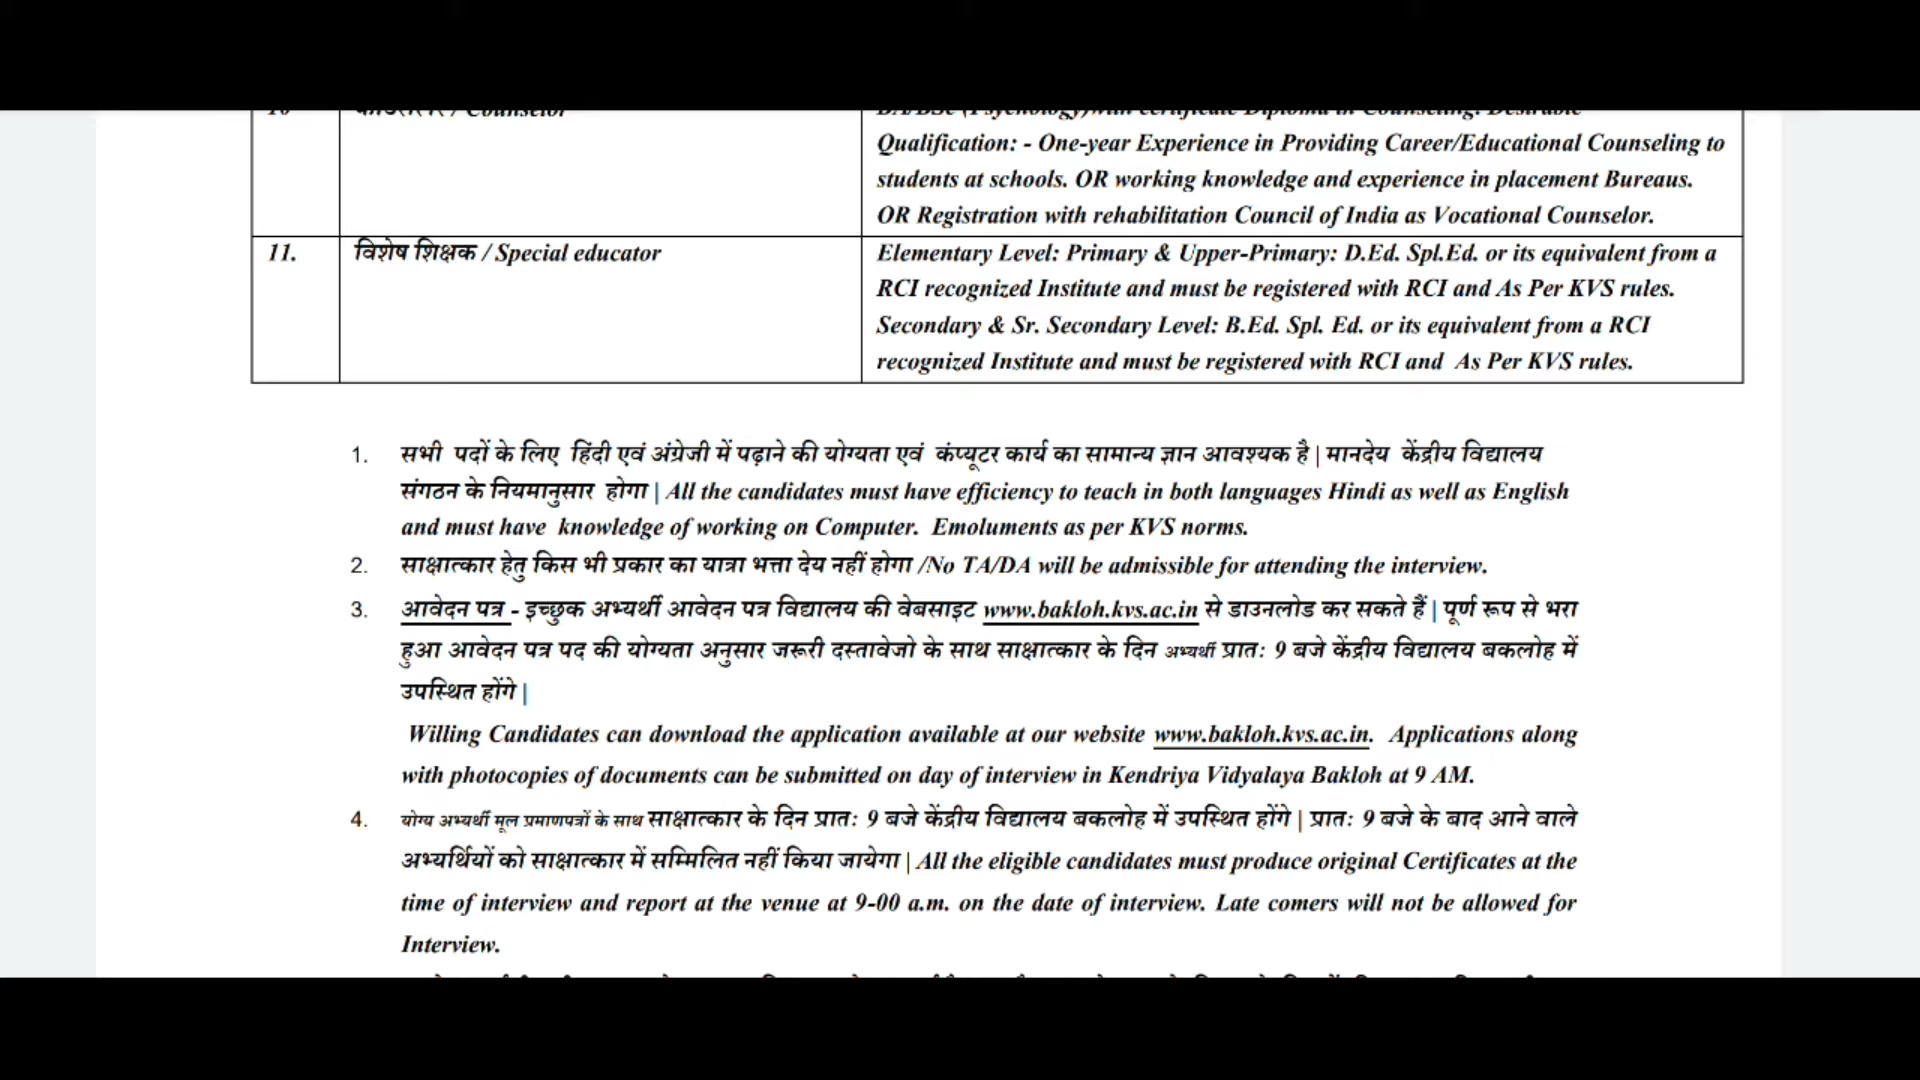 10 काउंसलर / Counselor BA/BSc (Psychology)with certificate Diploma in Counseling. Desirable
Qualification: - One-year Experience in Providing Career/Educational Counseling to
students at schools. OR working knowledge and experience in placement Bureaus.
OR Registration with rehabilitation Council of India as Vocational Counselor.
11. विशेष शिक्षक / Special educator Elementary Level: Primary & Upper-Primary: D.Ed. Spl.Ed. or its equivalent from a
RCI recognized Institute and must be registered with RCI and As Per KVS rules.
Secondary & Sr. Secondary Level: B.Ed. Spl. Ed. or its equivalent from a RCI
recognized Institute and must be registered with RCI and As Per KVS rules.
1. सभी पदों के लिए हिंदी एवं अंग्रेजी में पढ़ाने की योग्यता एवं कंप्यूटर कार्य का सामान्य ज्ञान आवश्यक है | मानदेय केंद्रीय विद्यालय
संगठन के नियमानुसार होगा | All the candidates must have efficiency to teach in both languages Hindi as well as English
and must have knowledge of working on Computer. Emoluments as per KVS norms.
2. साक्षात्कार हेतु किस भी प्रकार का यात्रा भत्ता देय नहीं होगा /No TA/DA will be admissible for attending the interview.
3. आवेदन पत्र - इच्छुक अभ्यर्थी आवेदन पत्र विद्यालय की वेबसाइट www.bakloh.kvs.ac.in से डाउनलोड कर सकते हैं | पूर्ण रूप से भरा
हुआ आवेदन पत्र पद की योग्यता अनुसार जरूरी दस्तावेजो के साथ साक्षात्कार के दिन अभ्यर्थी प्रात: 9 बजे केंद्रीय विद्यालय बकलोह में
उपस्थित होंगे |
Willing Candidates can download the application available at our website www.bakloh.kvs.ac.in. Applications along
with photocopies of documents can be submitted on day of interview in Kendriya Vidyalaya Bakloh at 9 AM.
4. योग्य अभ्यर्थी मूल प्रमाणपत्रों के साथ साक्षात्कार के दिन प्रात: 9 बजे केंद्रीय विद्यालय बकलोह में उपस्थित होंगे | प्रात: 9 बजे के बाद आने वाले
अभ्यर्थियों को साक्षात्कार में सम्मिलित नहीं किया जायेगा | All the eligible candidates must produce original Certificates at the
time of interview and report at the venue at 9-00 a.m. on the date of interview. Late comers will not be allowed for
Interview.